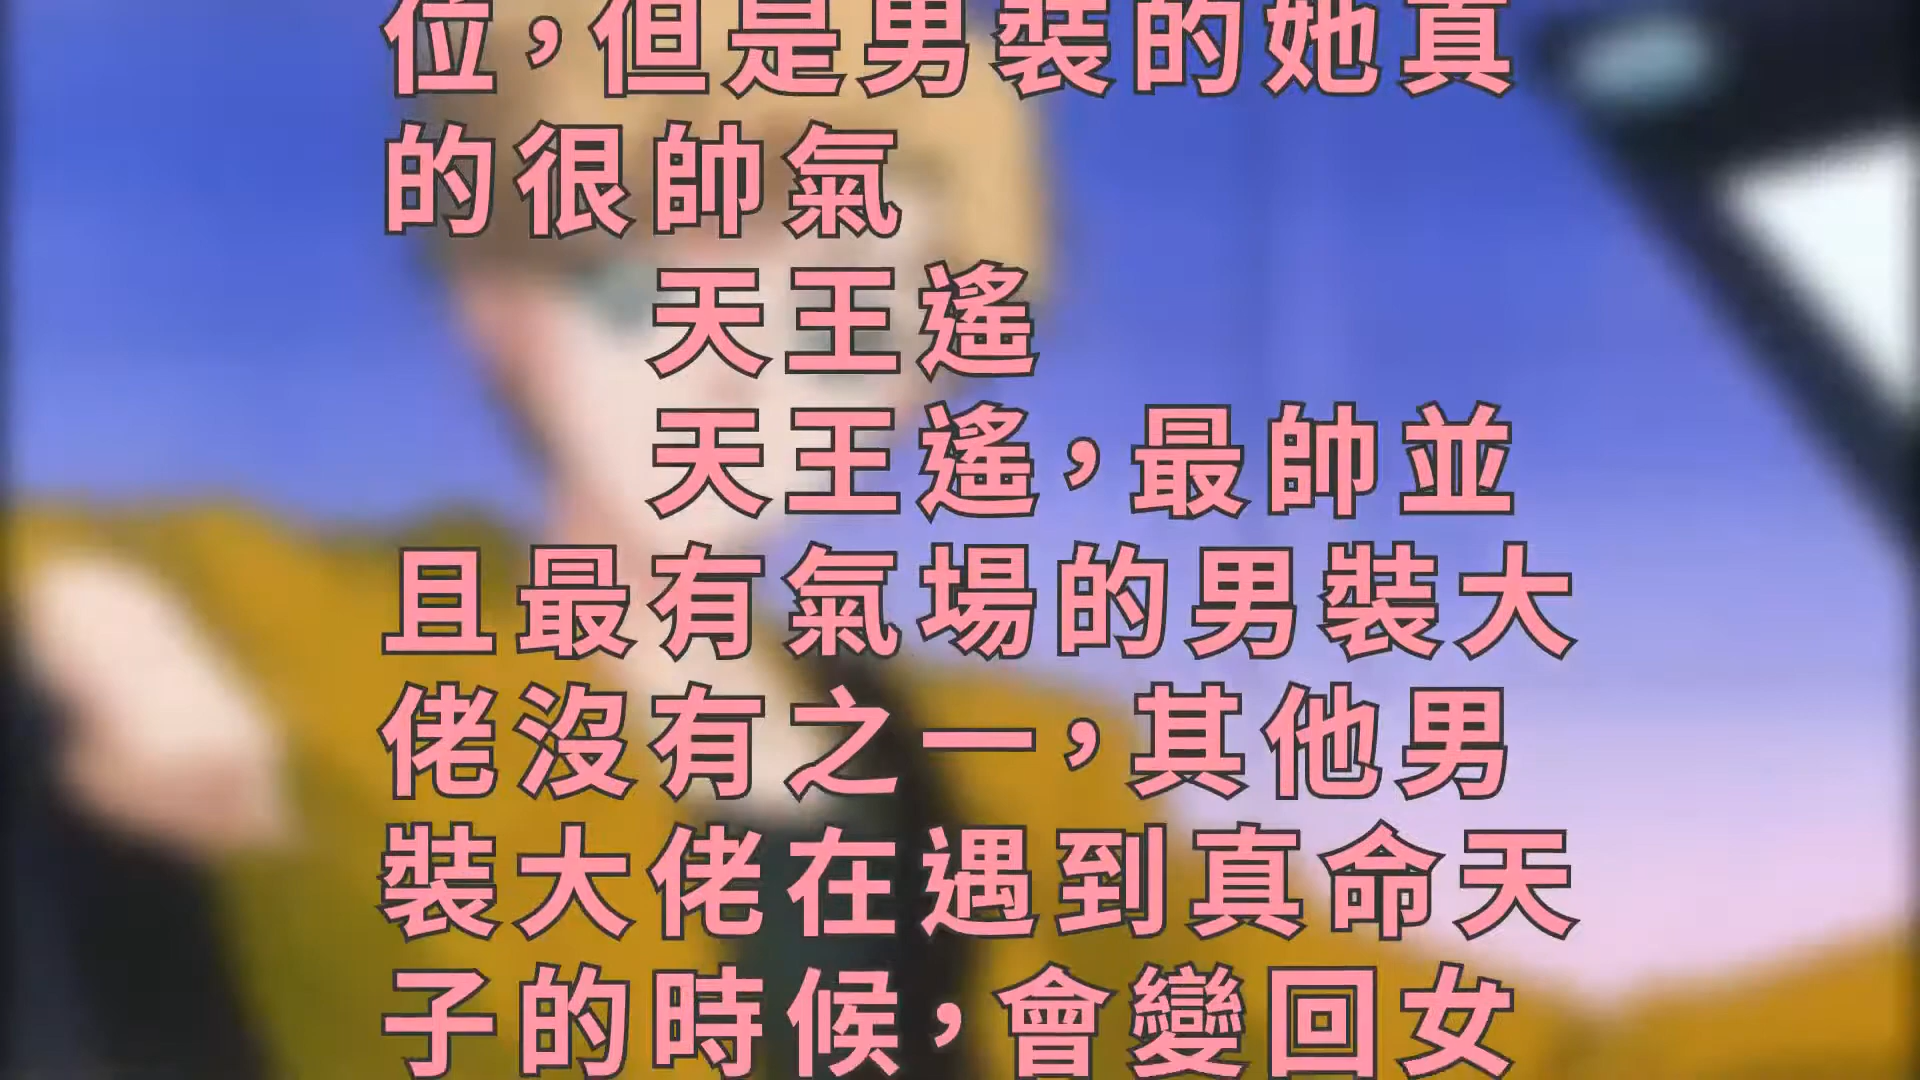 位，但是男裝的她真
的很帥氣
天王遙
天王遙，最帥並
且最有氣場的男裝大
佬沒有之一，其他男
裝大佬在遇到真命天
子的時候，會變回女